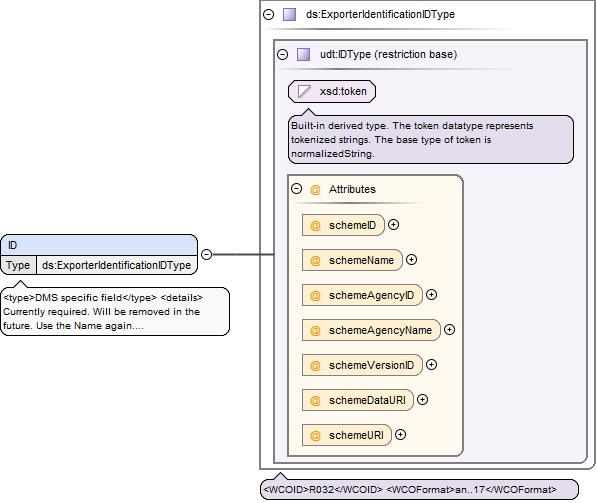 ds:ExporterIdentificationIDType
udt:IDType (restriction base)
xsd:token
Built-in derived type. The token datatype represents
tokenized strings. The base type of token is
normalizedString.
@ Attributes
@ schemeID
@ schemeName
@ schemeAgencyID
@ schemeAgencyName
@ schemeVersionID
@ schemeDataURI
@ schemeURI
ID
Type ds:ExporterIdentificationIDType
<type>DMS specific field</type> <details>
Currently required. Will be removed in the
future. Use the Name again....
<WCOID>R032</WCOID> <WCOFormat>an..17</WCOFormat>